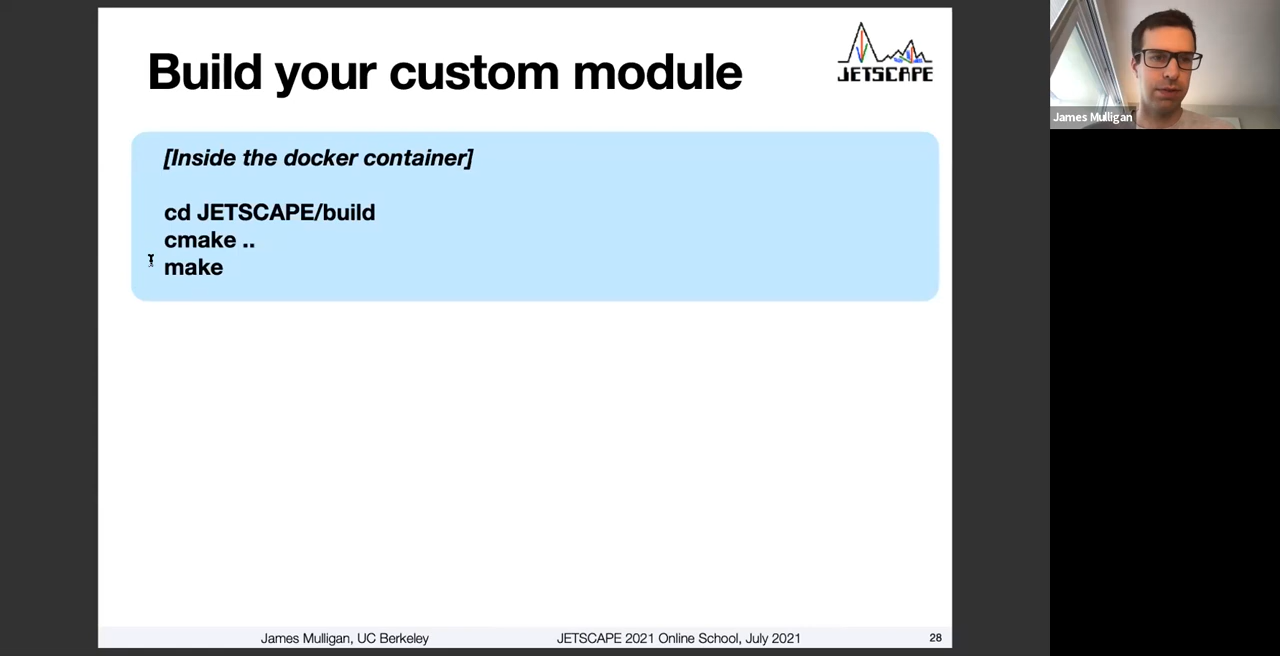 Build your custom module
JETSCAPE
James Mulligan
[Inside the docker container]
cd JETSCAPE/build
cmake ..
make
James Mulligan, UC Berkeley
JETSCAPE 2021 Online School, July 2021
28